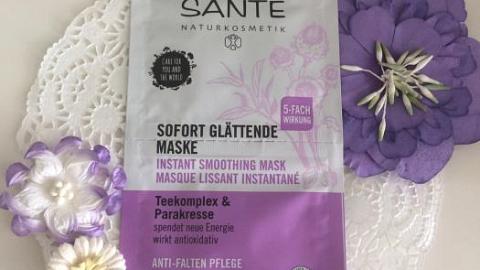 SANTE
NATURKOSMETIK
CARE FOR
YOU AND
THE WORLD
5-FACH
WIRKUNG
SOFORT GLÄTTENDE
MASKE
INSTANT SMOOTHING MASK
MASQUE LISSANT INSTANTANÉ
Teekomplex &
Parakresse
spendet neue Energie
wirkt antioxidativ
ANTI-FALTEN PFLEGE